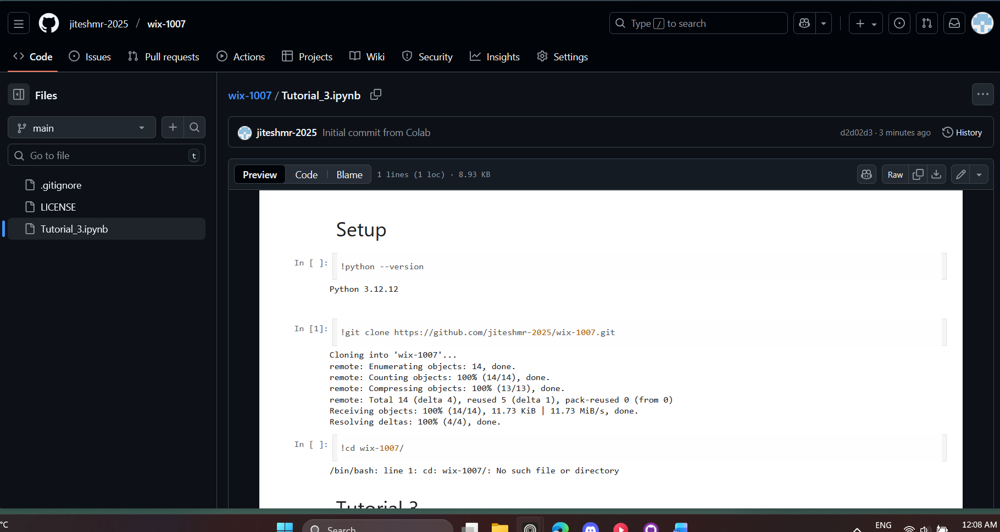 jiteshmr-2025 / wix-1007
Type / to search
Code Issues Pull requests Actions Projects Wiki Security Insights Settings
Files
main
Go to file
t
.gitignore
LICENSE
Tutorial_3.ipynb
wix-1007 / Tutorial_3.ipynb
jiteshmr-2025 Initial commit from Colab
d2d02d3 · 3 minutes ago
History
Preview Code Blame 1 lines (1 loc) · 8.93 KB
Raw
Setup
In [ ]: !python --version
Python 3.12.12
In [1]: !git clone https://github.com/jiteshmr-2025/wix-1007.git
Cloning into 'wix-1007'...
remote: Enumerating objects: 14, done.
remote: Counting objects: 100% (14/14), done.
remote: Compressing objects: 100% (13/13), done.
remote: Total 14 (delta 4), reused 5 (delta 1), pack-reused 0 (from 0)
Receiving objects: 100% (14/14), 11.73 KiB | 11.73 MiB/s, done.
Resolving deltas: 100% (4/4), done.
In [ ]: !cd wix-1007/
/bin/bash: line 1: cd: wix-1007/: No such file or directory
Tutorial 3
°C
Search
ENG
12:08 AM